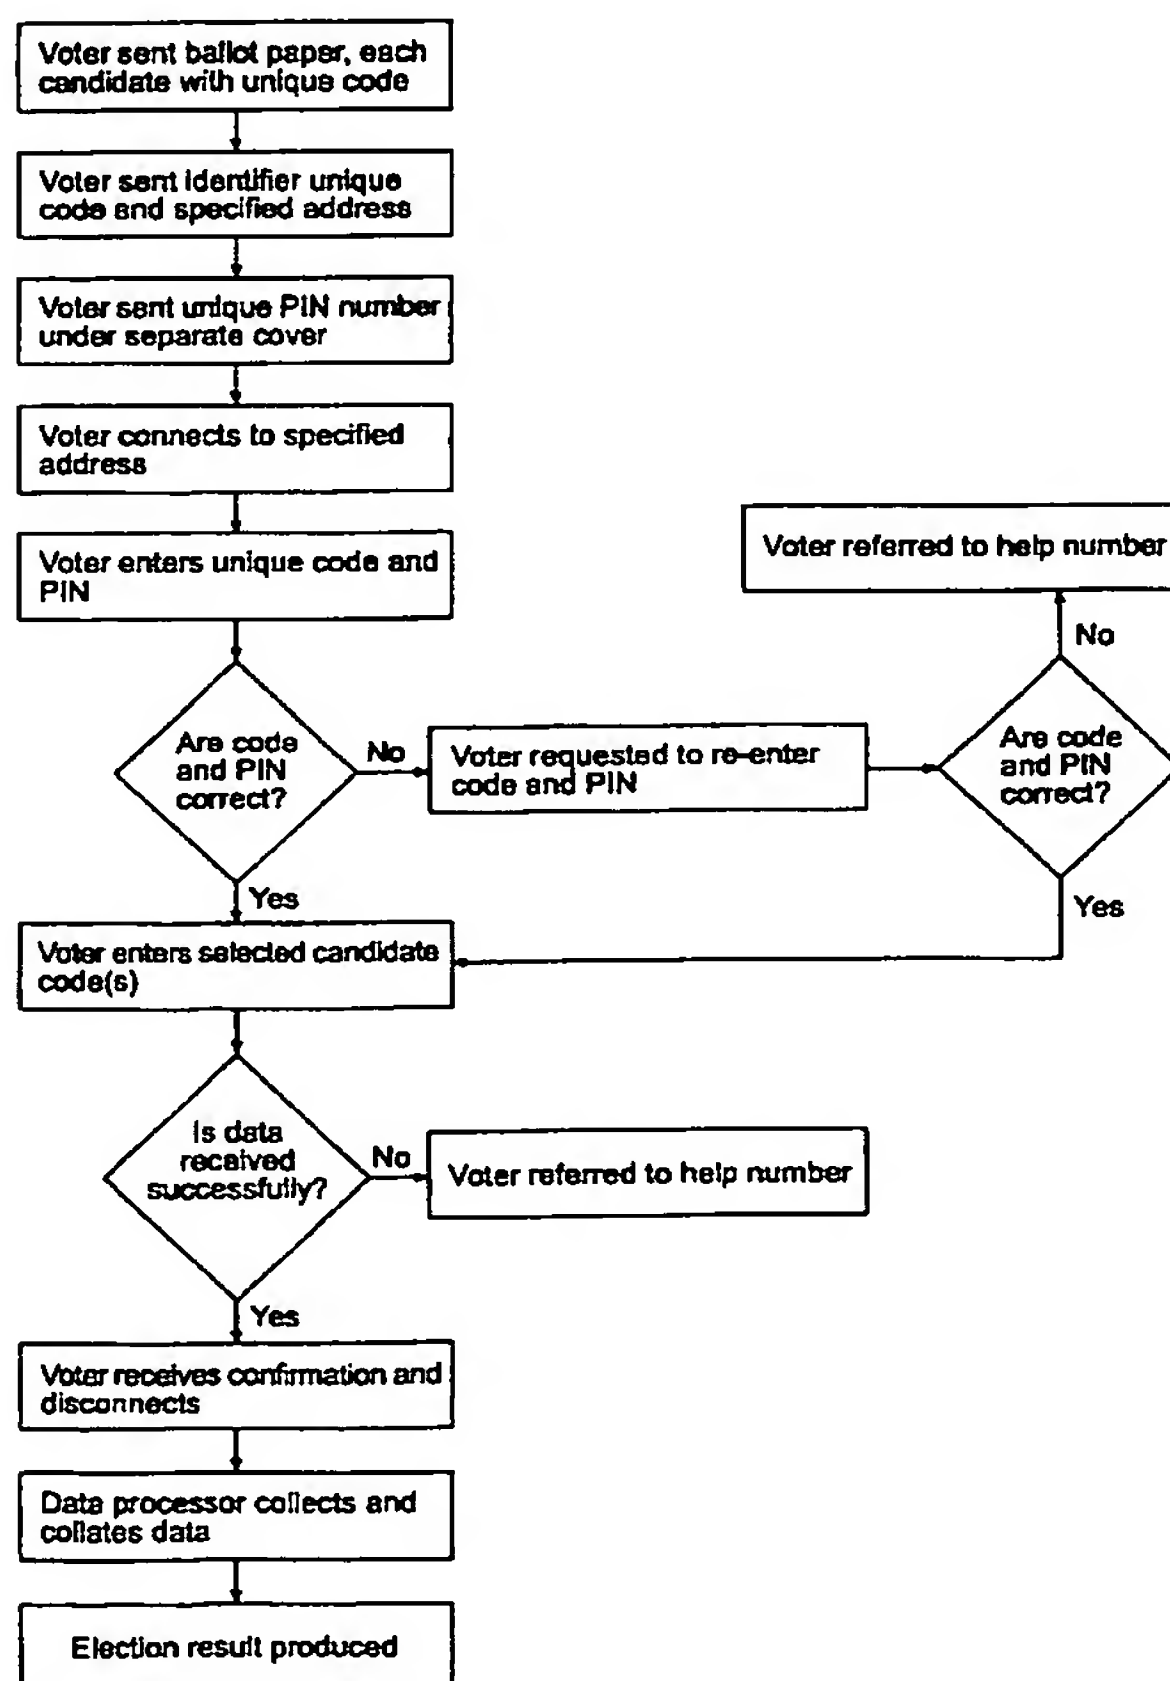 Voter sent ballot paper, each
candidate with unique code
Voter sent identifier unique
code and specified address
Voter sent unique PIN number
under separate cover
Voter connects to specified
address
Voter enters unique code and
PIN
Voter referred to help number
No
Are code
and PIN
correct?
No
Voter requested to re-enter
code and PIN
Are code
and PIN
correct?
Yes
Yes
Voter enters selected candidate
code(s)
Is data
received
successfully?
No
Voter referred to help number
Yes
Voter receives confirmation and
disconnects
Data processor collects and
collates data
Election result produced